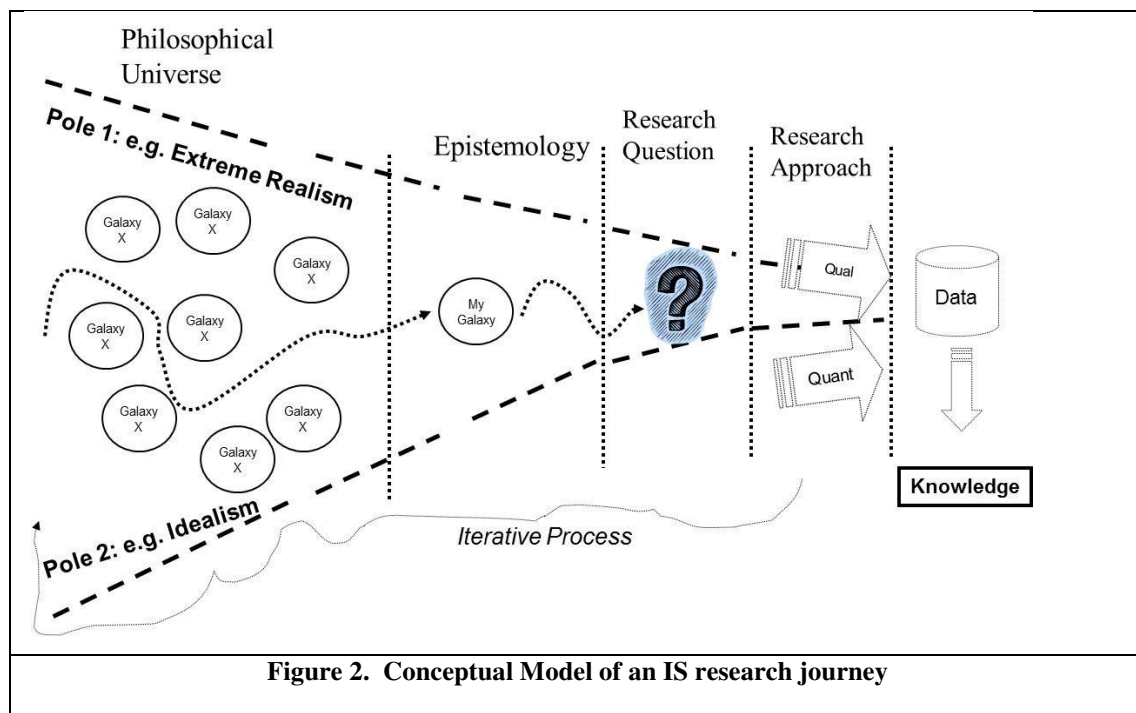 Philosophical
Universe
Pole 1: e.g. Extreme Realism
Epistemology
Research
Question
Research
Approach
Galaxy
X
Galaxy
X
Galaxy
X
Galaxy
X
Galaxy
X
Galaxy
X
Galaxy
X
Galaxy
X
My
Galaxy
?
Qual
Quant
Data
Knowledge
Pole 2: e.g. Idealism
Iterative Process
Figure 2. Conceptual Model of an IS research journey